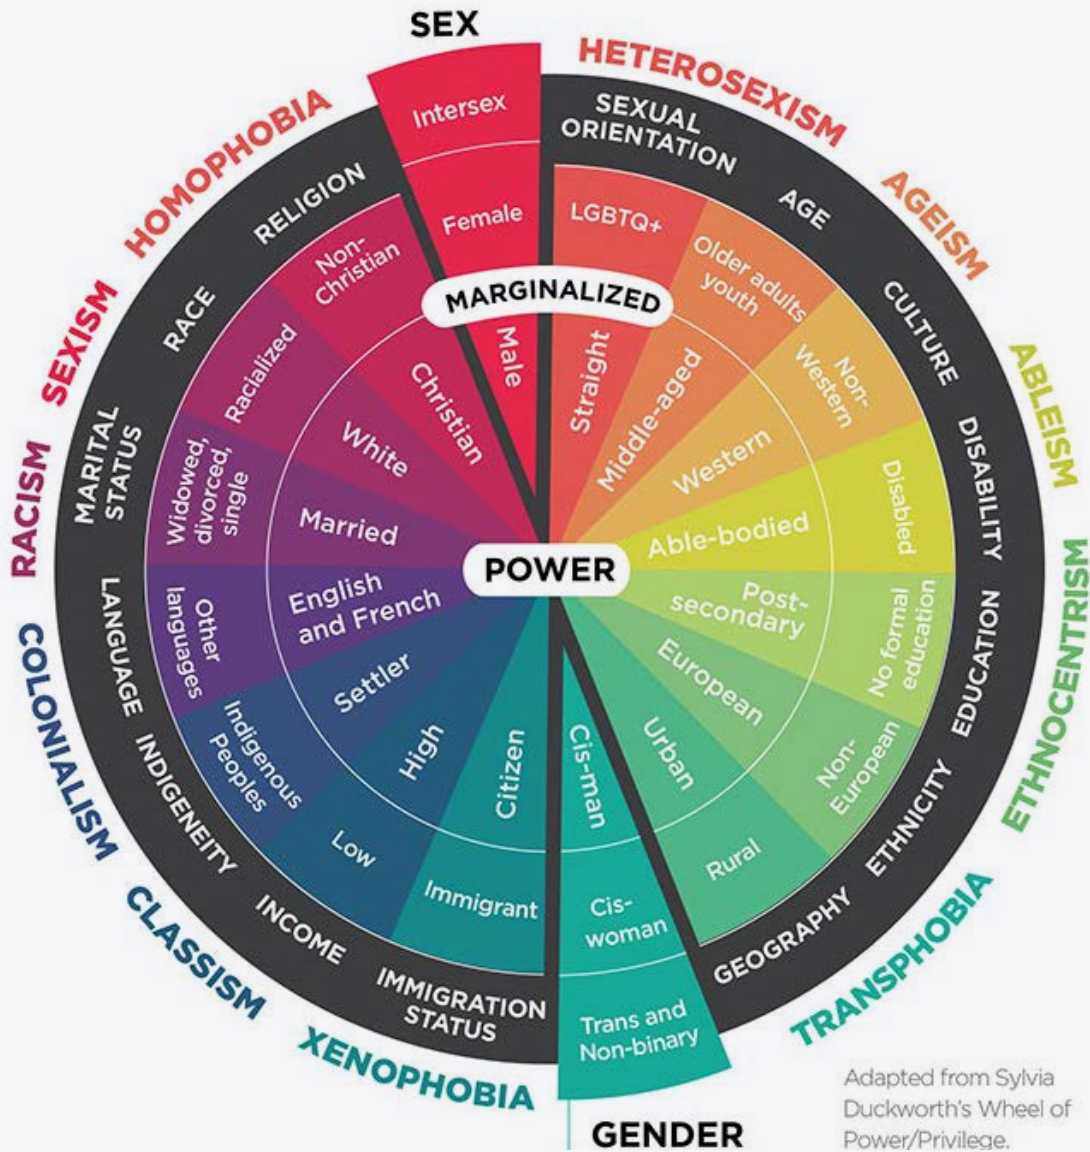 SEX
Intersex
Female
Male
MARGINALIZED
POWER
HETEROSEXISM
AGEISM
ABLEISM
ETHNOCENTRISM
TRANSPHOBIA
XENOPHOBIA
CLASSISM
COLONIALISM
RACISM
SEXISM
HOMOPHOBIA
SEXUAL
ORIENTATION
LGBTQ+
Straight
AGE
Older adults
youth
Middle-aged
CULTURE
Non-
Western
Western
DISABILITY
Disabled
Able-bodied
EDUCATION
No formal
education
Post-
secondary
ETHNICITY
Non-
European
European
GEOGRAPHY
Rural
Urban
Cis-man
Cis-
woman
Trans and
Non-binary
GENDER
IMMIGRATION
STATUS
Immigrant
Citizen
INCOME
Low
High
INDIGENEITY
Indigenous
Peoples
Settler
LANGUAGE
Other
languages
English
and French
MARITAL
STATUS
Widowed,
divorced,
single
Married
RACE
Racialized
White
RELIGION
Non-
Christian
Christian
Adapted from Sylvia
Duckworth's Wheel of
Power/Privilege.